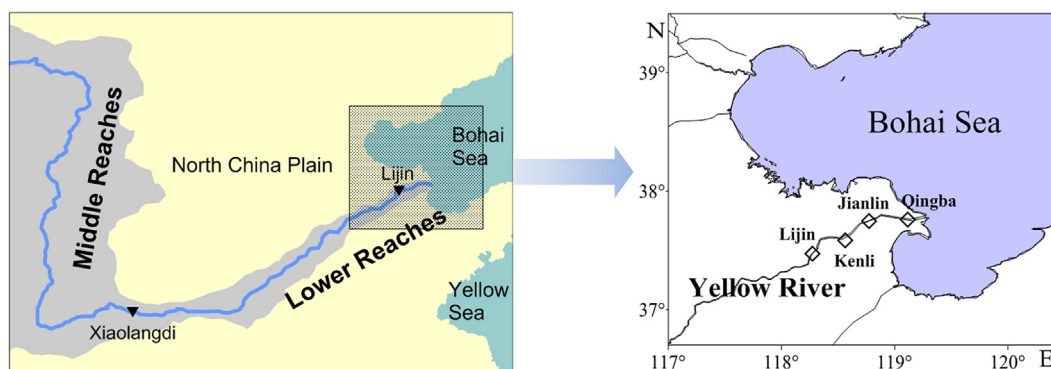 Middle Reaches
North China Plain
Bohai
Sea
Lijin
Lower Reaches
Yellow
Sea
Xiaolangdi
N
39°
38°
37°
Bohai Sea
Jianlin
Qingba
Lijin
Kenli
Yellow River
117°
118°
119°
120°
E